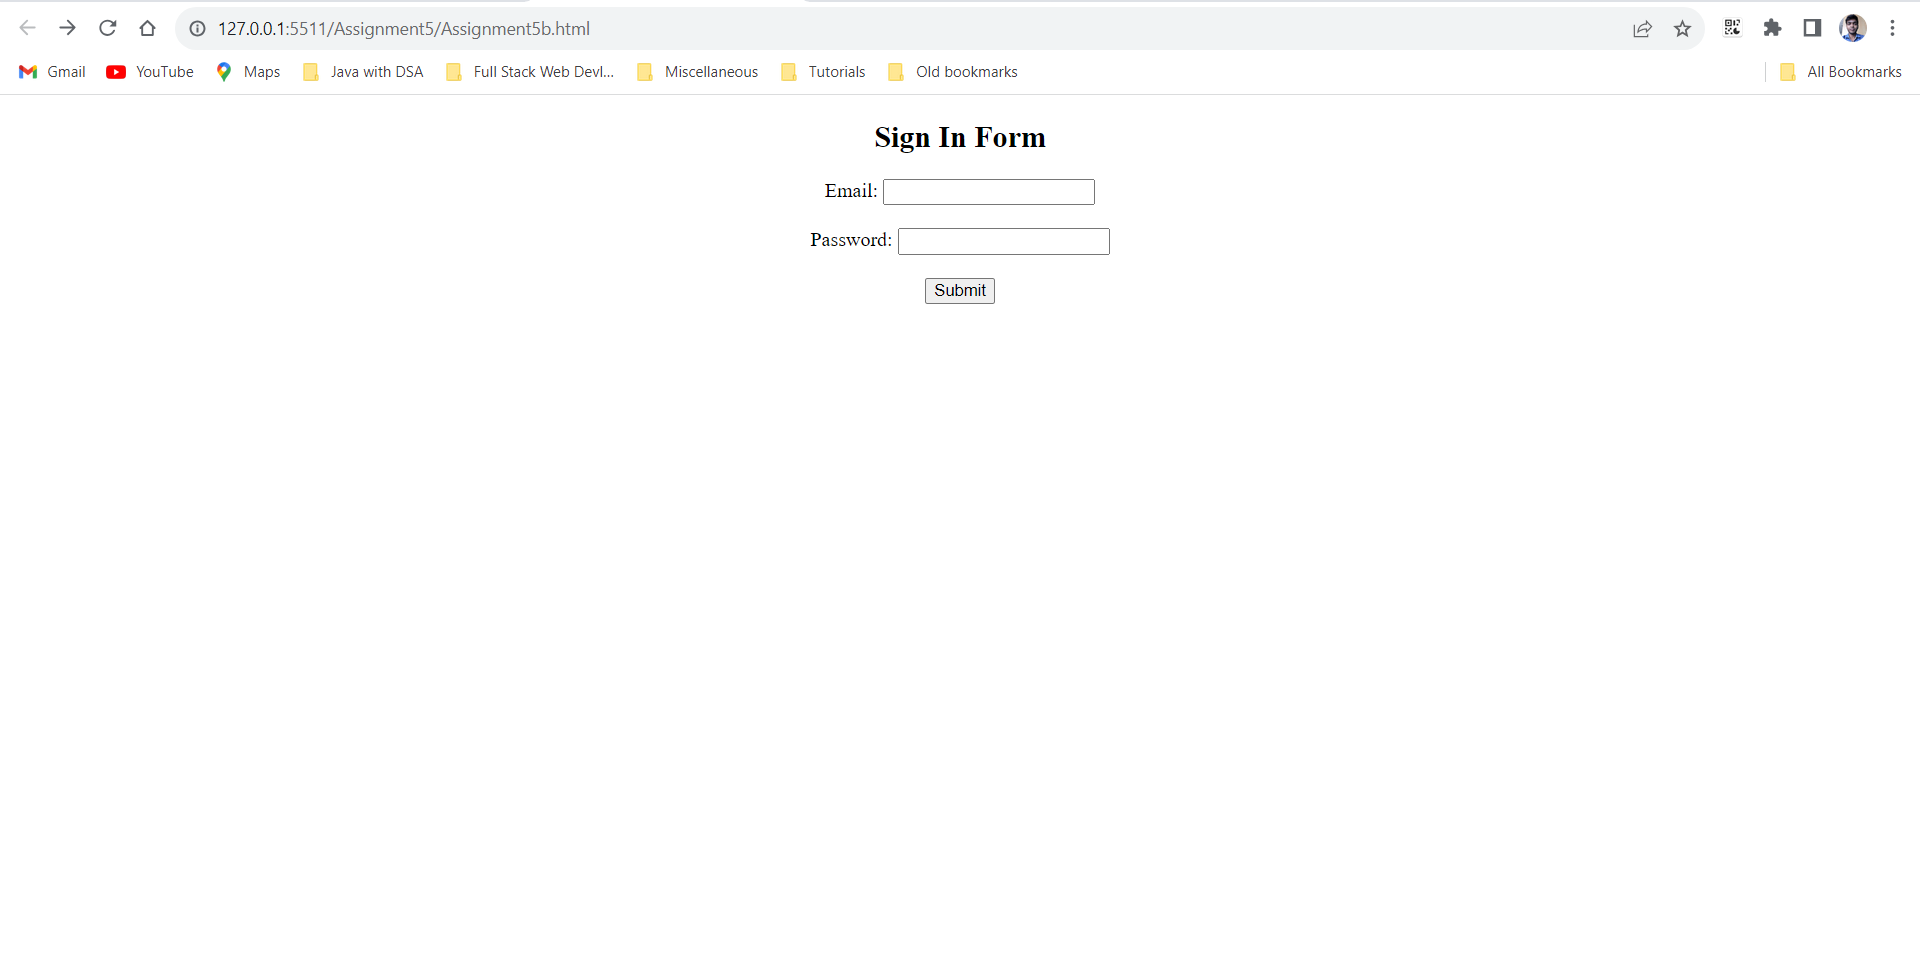 127.0.0.1:5511/Assignment5/Assignment5b.html
Gmail YouTube Maps Java with DSA Full Stack Web Devl... Miscellaneous Tutorials Old bookmarks All Bookmarks
Sign In Form
Email:
Password:
Submit